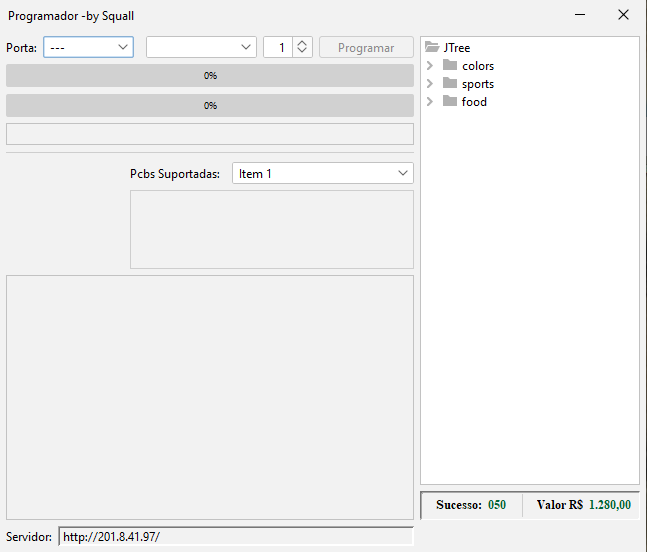 Programador -by Squall
Porta: --- 1 Programar
0%
0%
Pcbs Suportadas: Item 1
JTree
colors
sports
food
Sucesso: 050 Valor R$ 1.280,00
Servidor: http://201.8.41.97/